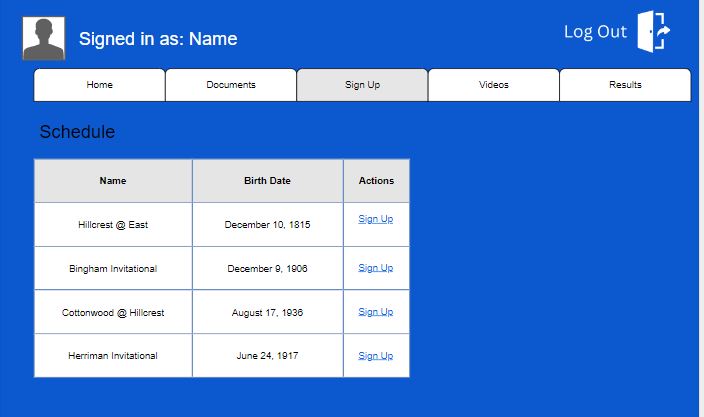 Signed in as: Name
Log Out
Home Documents Sign Up Videos Results
Schedule
Name Birth Date Actions
Hillcrest @ East December 10, 1815 Sign Up
Bingham Invitational December 9, 1906 Sign Up
Cottonwood @ Hillcrest August 17, 1936 Sign Up
Herriman Invitational June 24, 1917 Sign Up